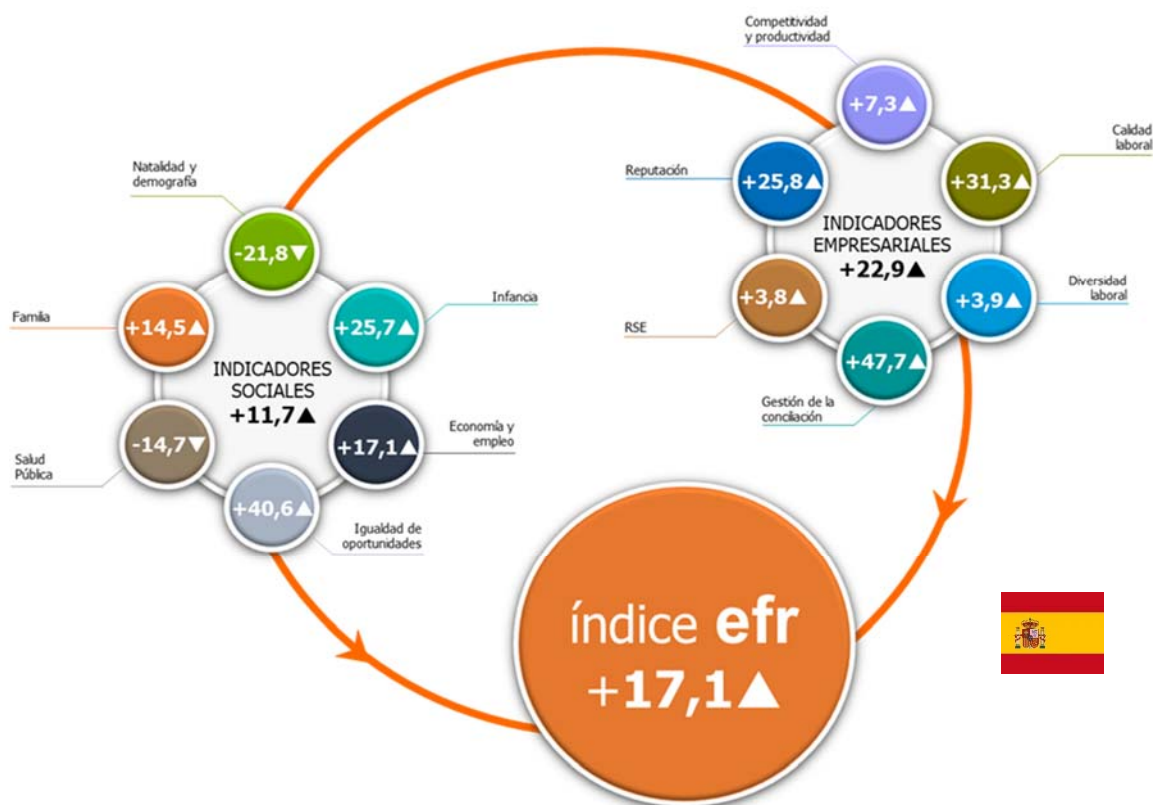 Competitividad
y productividad
+7,3▲
Calidad
laboral
+31,3▲
Reputación
+25,8▲
INDICADORES
EMPRESARIALES
+22,9▲
Diversidad
laboral
+3,9▲
RSE
+3,8▲
+47,7▲
Gestión de la
conciliación
Natalidad y
demografía
-21,8▼
Familia
+14,5▲
Infancia
+25,7▲
INDICADORES
SOCIALES
+11,7▲
Salud
Pública
-14,7▼
Economía y
empleo
+17,1▲
+40,6▲
Igualdad de
oportunidades
índice efr
+17,1▲